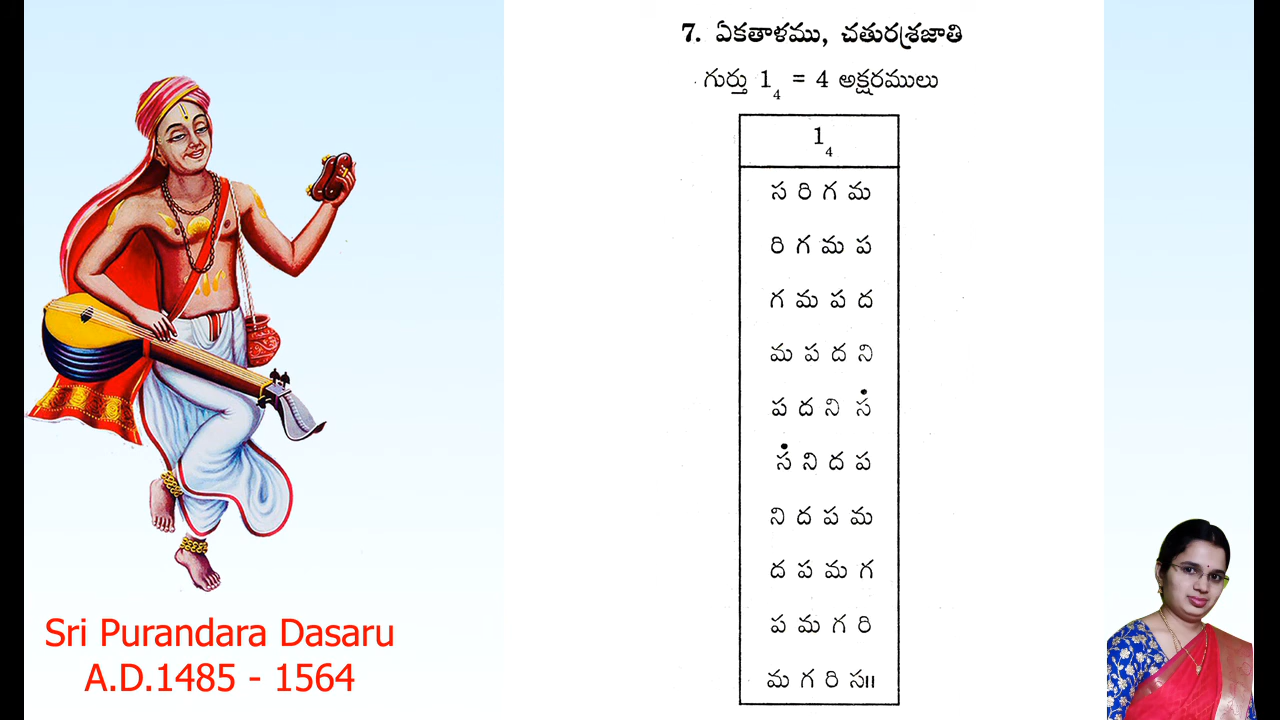 7. ఏకతాళము, చతురశ్రజాతి
గుర్తు 1₄ = 4 అక్షరములు
1₄
స రి గ మ
రి గ మ ప
గ మ ప ద
మ ప ద ని
ప ద ని స̇
స̇ ని ద ప
ని ద ప మ
ద ప మ గ
ప మ గ రి
మ గ రి స॥
Sri Purandara Dasaru
A.D.1485 - 1564